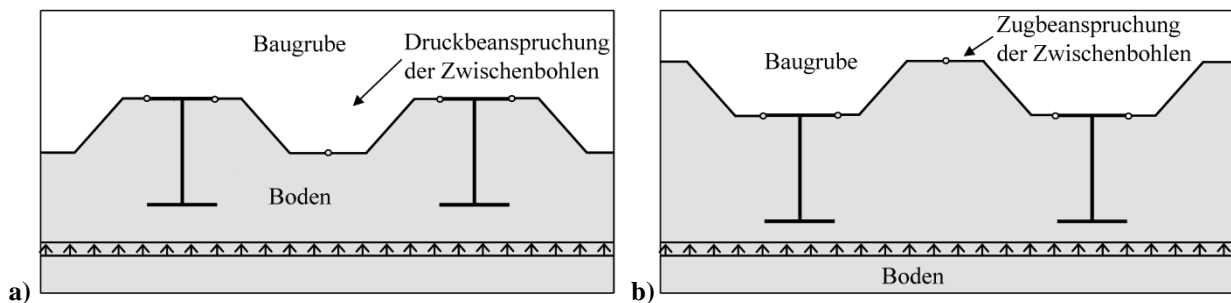 Baugrube
Druckbeanspruchung
der Zwischenbohlen
Boden
a)
Zugbeanspruchung
der Zwischenbohlen
Baugrube
Boden
b)